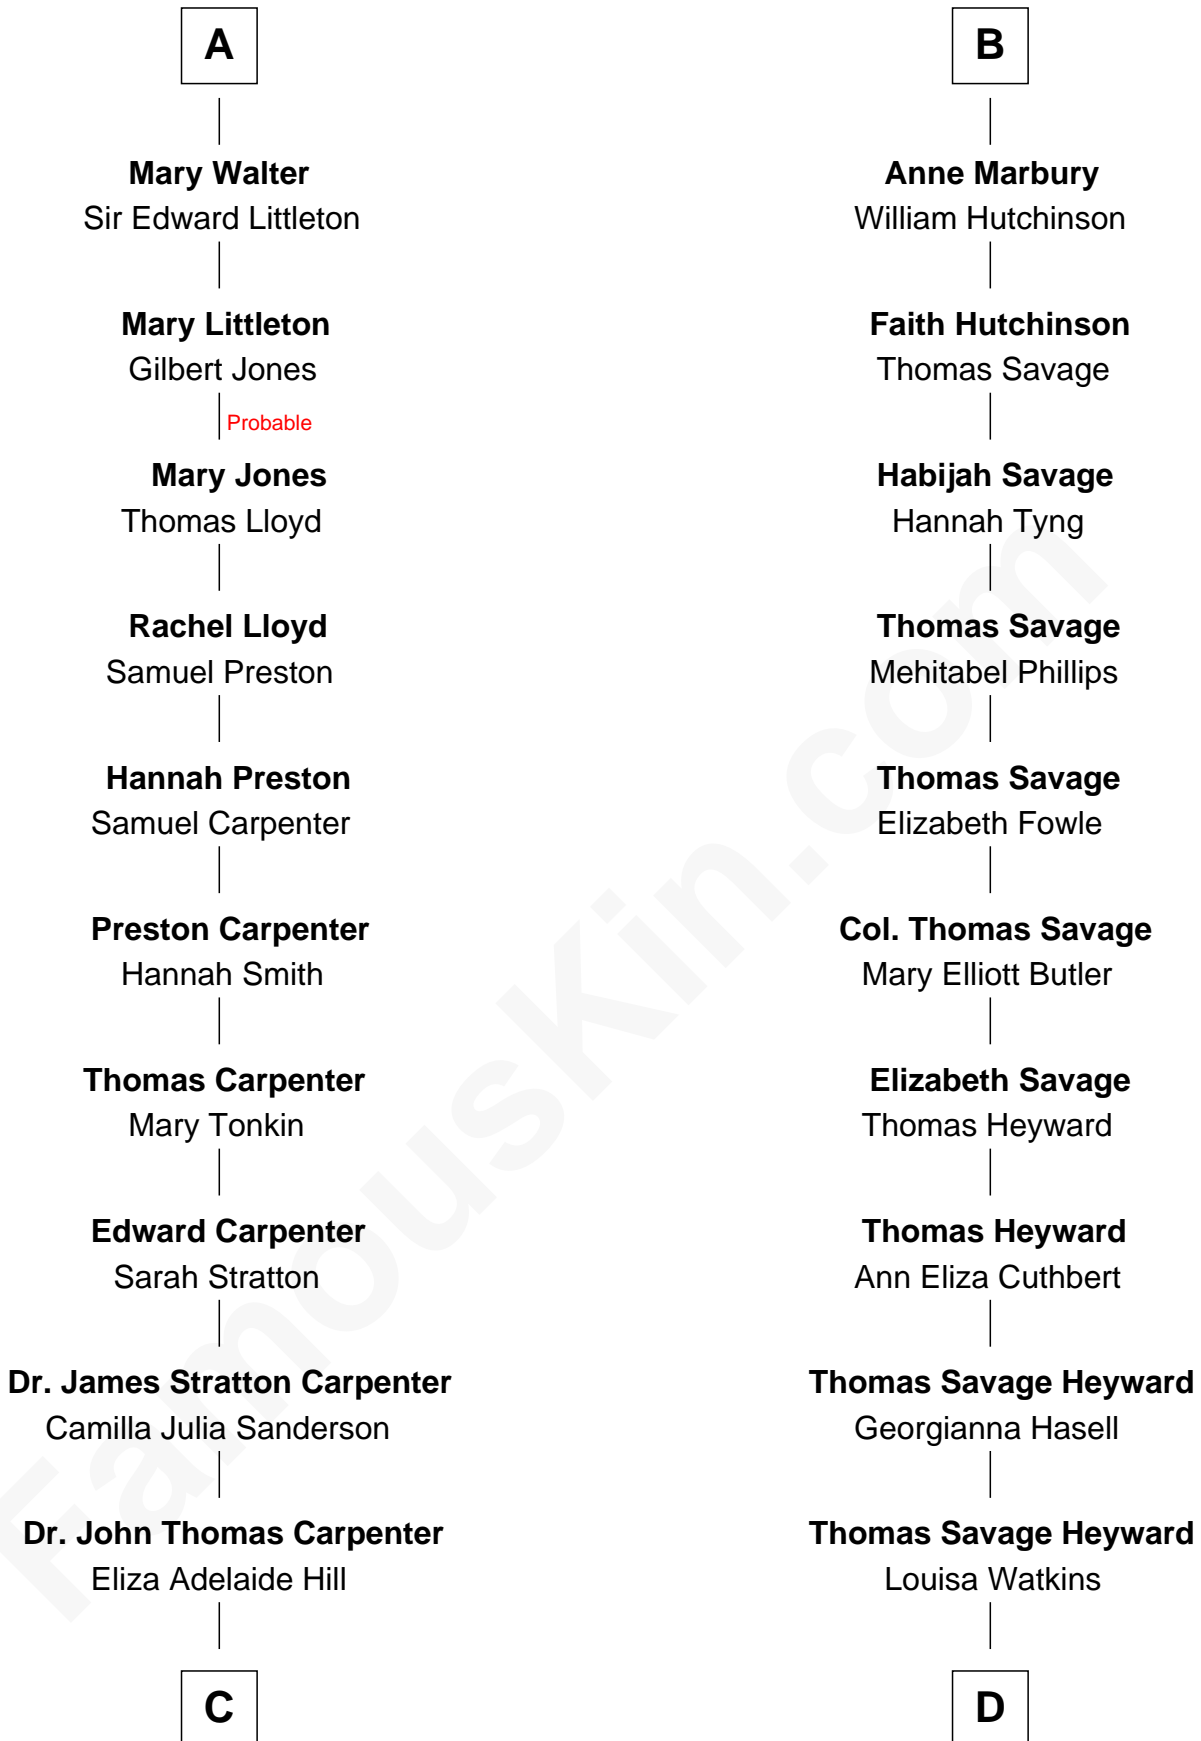 A
Mary Walter
Sir Edward Littleton
Mary Littleton
Gilbert Jones
Probable
Mary Jones
Thomas Lloyd
Rachel Lloyd
Samuel Preston
Hannah Preston
Samuel Carpenter
Preston Carpenter
Hannah Smith
Thomas Carpenter
Mary Tonkin
Edward Carpenter
Sarah Stratton
Dr. James Stratton Carpenter
Camilla Julia Sanderson
Dr. John Thomas Carpenter
Eliza Adelaide Hill
C
B
Anne Marbury
William Hutchinson
Faith Hutchinson
Thomas Savage
Habijah Savage
Hannah Tyng
Thomas Savage
Mehitabel Phillips
Thomas Savage
Elizabeth Fowle
Col. Thomas Savage
Mary Elliott Butler
Elizabeth Savage
Thomas Heyward
Thomas Heyward
Ann Eliza Cuthbert
Thomas Savage Heyward
Georgianna Hasell
Thomas Savage Heyward
Louisa Watkins
D
FamousKin.com